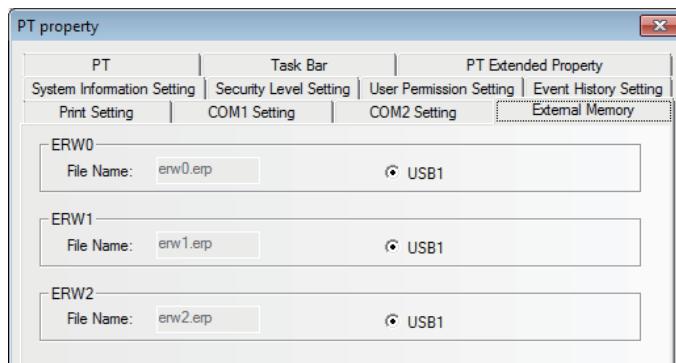 PT property
PT Task Bar PT Extended Property
System Information Setting Security Level Setting User Permission Setting Event History Setting
Print Setting COM1 Setting COM2 Setting External Memory
ERW0
File Name: erw0.erp USB1
ERW1
File Name: erw1.erp USB1
ERW2
File Name: erw2.erp USB1